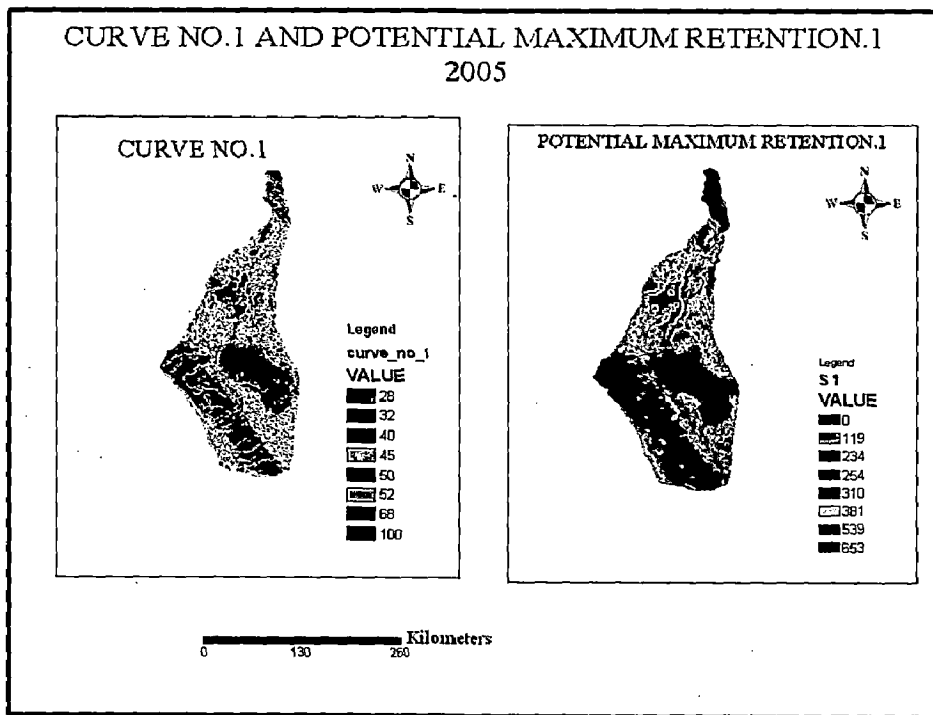 CURVE NO.1 AND POTENTIAL MAXIMUM RETENTION.1
2005
CURVE NO.1
N
W E
S
Legend
curve_no_1
VALUE
28
32
40
45
50
52
68
100
POTENTIAL MAXIMUM RETENTION.1
N
W E
S
Legend
S1
VALUE
0
119
234
254
310
381
539
653
Kilometers
0 130 260